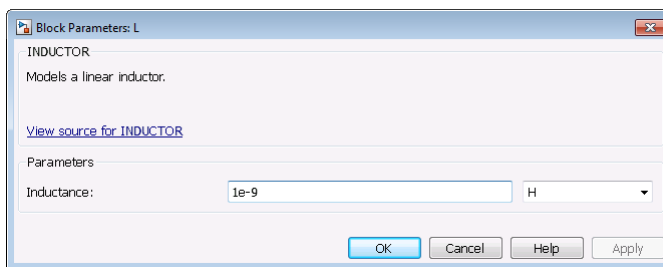 Block Parameters: L
INDUCTOR
Models a linear inductor.
View source for INDUCTOR
Parameters
Inductance: 1e-9 H
OK Cancel Help Apply